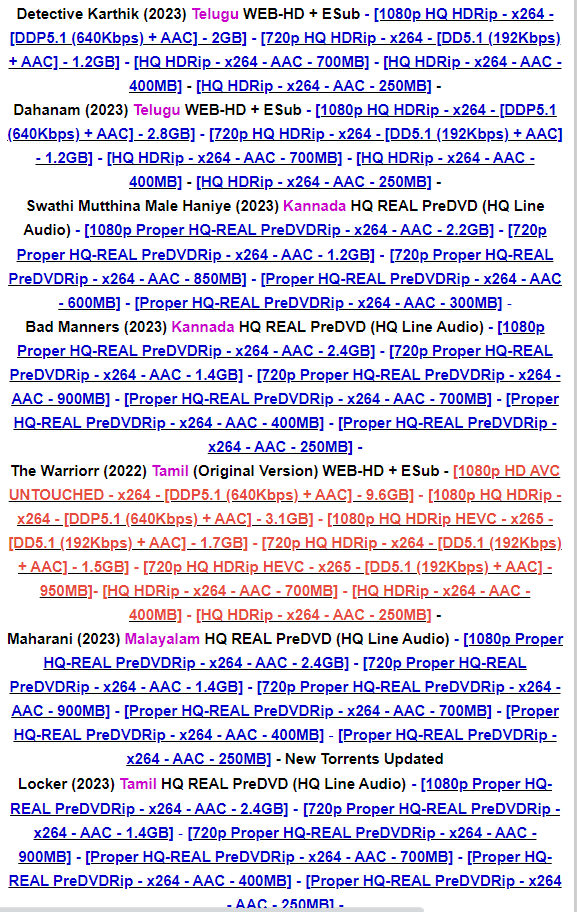 Detective Karthik (2023) Telugu WEB-HD + ESub - [1080p HQ HDRip - x264 -
[DDP5.1 (640Kbps) + AAC] - 2GB] - [720p HQ HDRip - x264 - [DD5.1 (192Kbps)
+ AAC] - 1.2GB] - [HQ HDRip - x264 - AAC - 700MB] - [HQ HDRip - x264 - AAC -
400MB] - [HQ HDRip - x264 - AAC - 250MB] -
Dahanam (2023) Telugu WEB-HD + ESub - [1080p HQ HDRip - x264 - [DDP5.1
(640Kbps) + AAC] - 2.8GB] - [720p HQ HDRip - x264 - [DD5.1 (192Kbps) + AAC]
- 1.2GB] - [HQ HDRip - x264 - AAC - 700MB] - [HQ HDRip - x264 - AAC -
400MB] - [HQ HDRip - x264 - AAC - 250MB] -
Swathi Mutthina Male Haniye (2023) Kannada HQ REAL PreDVD (HQ Line
Audio) - [1080p Proper HQ-REAL PreDVDRip - x264 - AAC - 2.2GB] - [720p
Proper HQ-REAL PreDVDRip - x264 - AAC - 1.2GB] - [720p Proper HQ-REAL
PreDVDRip - x264 - AAC - 850MB] - [Proper HQ-REAL PreDVDRip - x264 - AAC
- 600MB] - [Proper HQ-REAL PreDVDRip - x264 - AAC - 300MB] -
Bad Manners (2023) Kannada HQ REAL PreDVD (HQ Line Audio) - [1080p
Proper HQ-REAL PreDVDRip - x264 - AAC - 2.4GB] - [720p Proper HQ-REAL
PreDVDRip - x264 - AAC - 1.4GB] - [720p Proper HQ-REAL PreDVDRip - x264 -
AAC - 900MB] - [Proper HQ-REAL PreDVDRip - x264 - AAC - 700MB] - [Proper
HQ-REAL PreDVDRip - x264 - AAC - 400MB] - [Proper HQ-REAL PreDVDRip -
x264 - AAC - 250MB] -
The Warriorr (2022) Tamil (Original Version) WEB-HD + ESub - [1080p HD AVC
UNTOUCHED - x264 - [DDP5.1 (640Kbps) + AAC] - 9.6GB] - [1080p HQ HDRip -
x264 - [DDP5.1 (640Kbps) + AAC] - 3.1GB] - [1080p HQ HDRip HEVC - x265 -
[DD5.1 (192Kbps) + AAC] - 1.7GB] - [720p HQ HDRip - x264 - [DD5.1 (192Kbps)
+ AAC] - 1.5GB] - [720p HQ HDRip HEVC - x265 - [DD5.1 (192Kbps) + AAC] -
950MB]- [HQ HDRip - x264 - AAC - 700MB] - [HQ HDRip - x264 - AAC -
400MB] - [HQ HDRip - x264 - AAC - 250MB] -
Maharani (2023) Malayalam HQ REAL PreDVD (HQ Line Audio) - [1080p Proper
HQ-REAL PreDVDRip - x264 - AAC - 2.4GB] - [720p Proper HQ-REAL
PreDVDRip - x264 - AAC - 1.4GB] - [720p Proper HQ-REAL PreDVDRip - x264 -
AAC - 900MB] - [Proper HQ-REAL PreDVDRip - x264 - AAC - 700MB] - [Proper
HQ-REAL PreDVDRip - x264 - AAC - 400MB] - [Proper HQ-REAL PreDVDRip -
x264 - AAC - 250MB] - New Torrents Updated
Locker (2023) Tamil HQ REAL PreDVD (HQ Line Audio) - [1080p Proper HQ-
REAL PreDVDRip - x264 - AAC - 2.4GB] - [720p Proper HQ-REAL PreDVDRip -
x264 - AAC - 1.4GB] - [720p Proper HQ-REAL PreDVDRip - x264 - AAC -
900MB] - [Proper HQ-REAL PreDVDRip - x264 - AAC - 700MB] - [Proper HQ-
REAL PreDVDRip - x264 - AAC - 400MB] - [Proper HQ-REAL PreDVDRip - x264
- AAC - 250MB] -